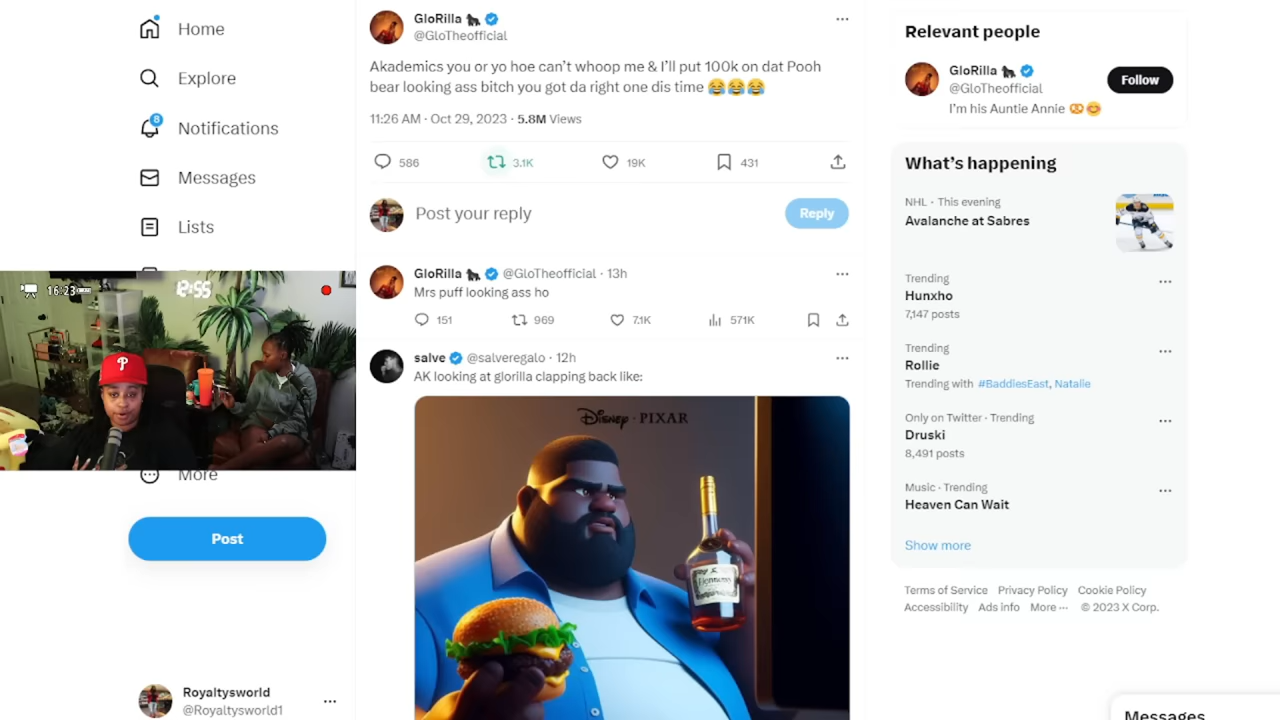 Home
Explore
8
Notifications
Messages
Lists
16:23
12:55
P
More
Post
Royaltysworld
@Royaltysworld1
GloRilla
@GloTheofficial
Akademics you or yo hoe can't whoop me & I'll put 100k on dat Pooh
bear looking ass bitch you got da right one dis time 😂😂😂
11:26 AM · Oct 29, 2023 · 5.8M Views
586 3.1K 19K 431
Post your reply
Reply
GloRilla 🦍 @GloTheofficial · 13h
Mrs puff looking ass ho
151 969 7.1K 571K
salve @salveregalo · 12h
AK looking at glorilla clapping back like:
DISNEY · PIXAR
Hennessy
Relevant people
GloRilla 🦍
@GloTheofficial
Follow
I'm his Auntie Annie 🥨😊
What's happening
NHL · This evening
Avalanche at Sabres
Trending
Hunxho
7,147 posts
Trending
Rollie
Trending with #BaddiesEast, Natalie
Only on Twitter · Trending
Druski
8,491 posts
Music · Trending
Heaven Can Wait
Show more
Terms of Service Privacy Policy Cookie Policy
Accessibility Ads info More ··· © 2023 X Corp.
Messages